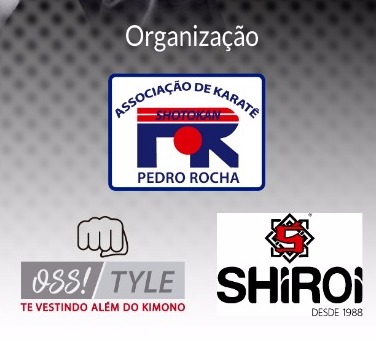 Organização
ASSOCIAÇÃO DE KARATÊ
SHOTOKAN
PR
PEDRO ROCHA
OSS!/TYLE
TE VESTINDO ALÉM DO KIMONO
S
®
SHiROi
DESDE 1988